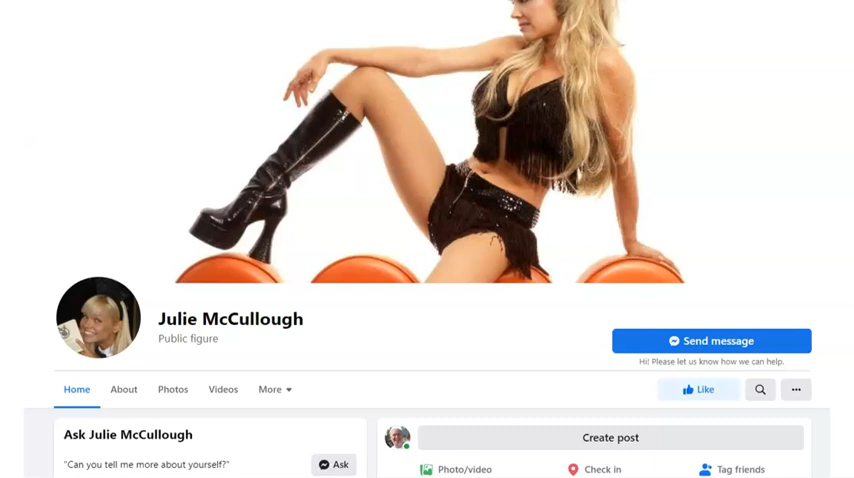 Julie McCullough
Public figure
Send message
Hi! Please let us know how we can help.
Home About Photos Videos More
Like
Ask Julie McCullough
"Can you tell me more about yourself?"
Ask
Create post
Photo/video Check in Tag friends